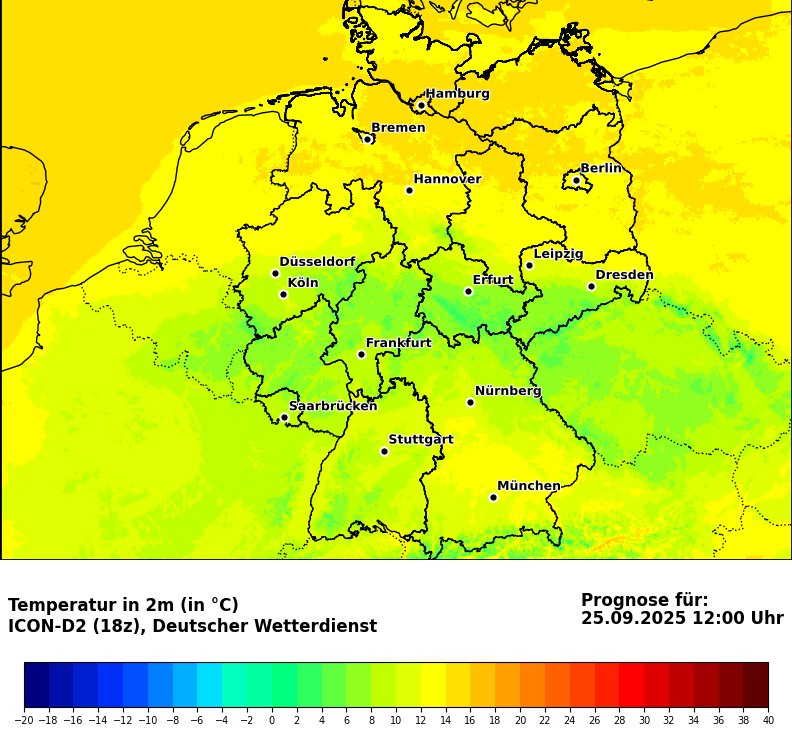 Hamburg
Bremen
Berlin
Hannover
Leipzig
Düsseldorf
Dresden
Köln
Erfurt
Frankfurt
Nürnberg
Saarbrücken
Stuttgart
München
Temperatur in 2m (in °C)
ICON-D2 (18z), Deutscher Wetterdienst
Prognose für:
25.09.2025 12:00 Uhr
−20 −18 −16 −14 −12 −10 −8 −6 −4 −2 0 2 4 6 8 10 12 14 16 18 20 22 24 26 28 30 32 34 36 38 40